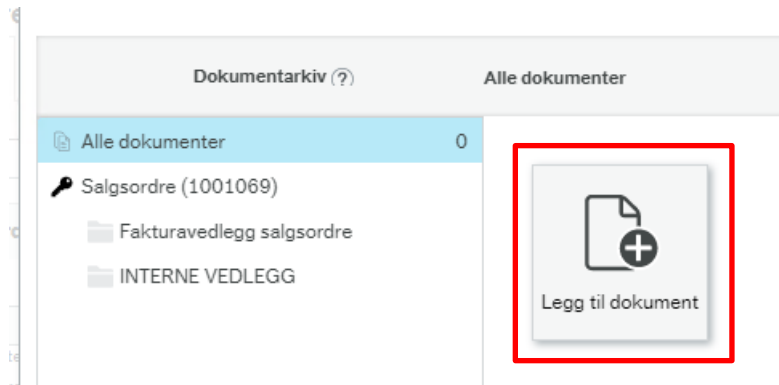 Dokumentarkiv (?)
Alle dokumenter
Alle dokumenter 0
Salgsordre (1001069)
Fakturavedlegg salgsordre
INTERNE VEDLEGG
Legg til dokument